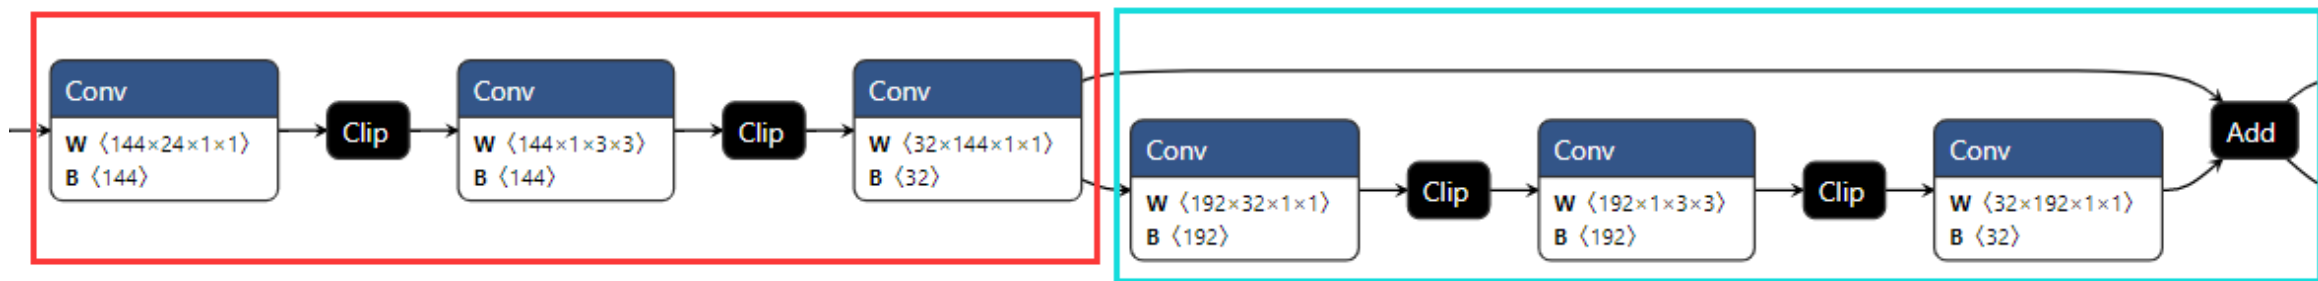 Conv
W 〈144×24×1×1〉
B 〈144〉
Clip
Conv
W 〈144×1×3×3〉
B 〈144〉
Clip
Conv
W 〈32×144×1×1〉
B 〈32〉
Conv
W 〈192×32×1×1〉
B 〈192〉
Clip
Conv
W 〈192×1×3×3〉
B 〈192〉
Clip
Conv
W 〈32×192×1×1〉
B 〈32〉
Add